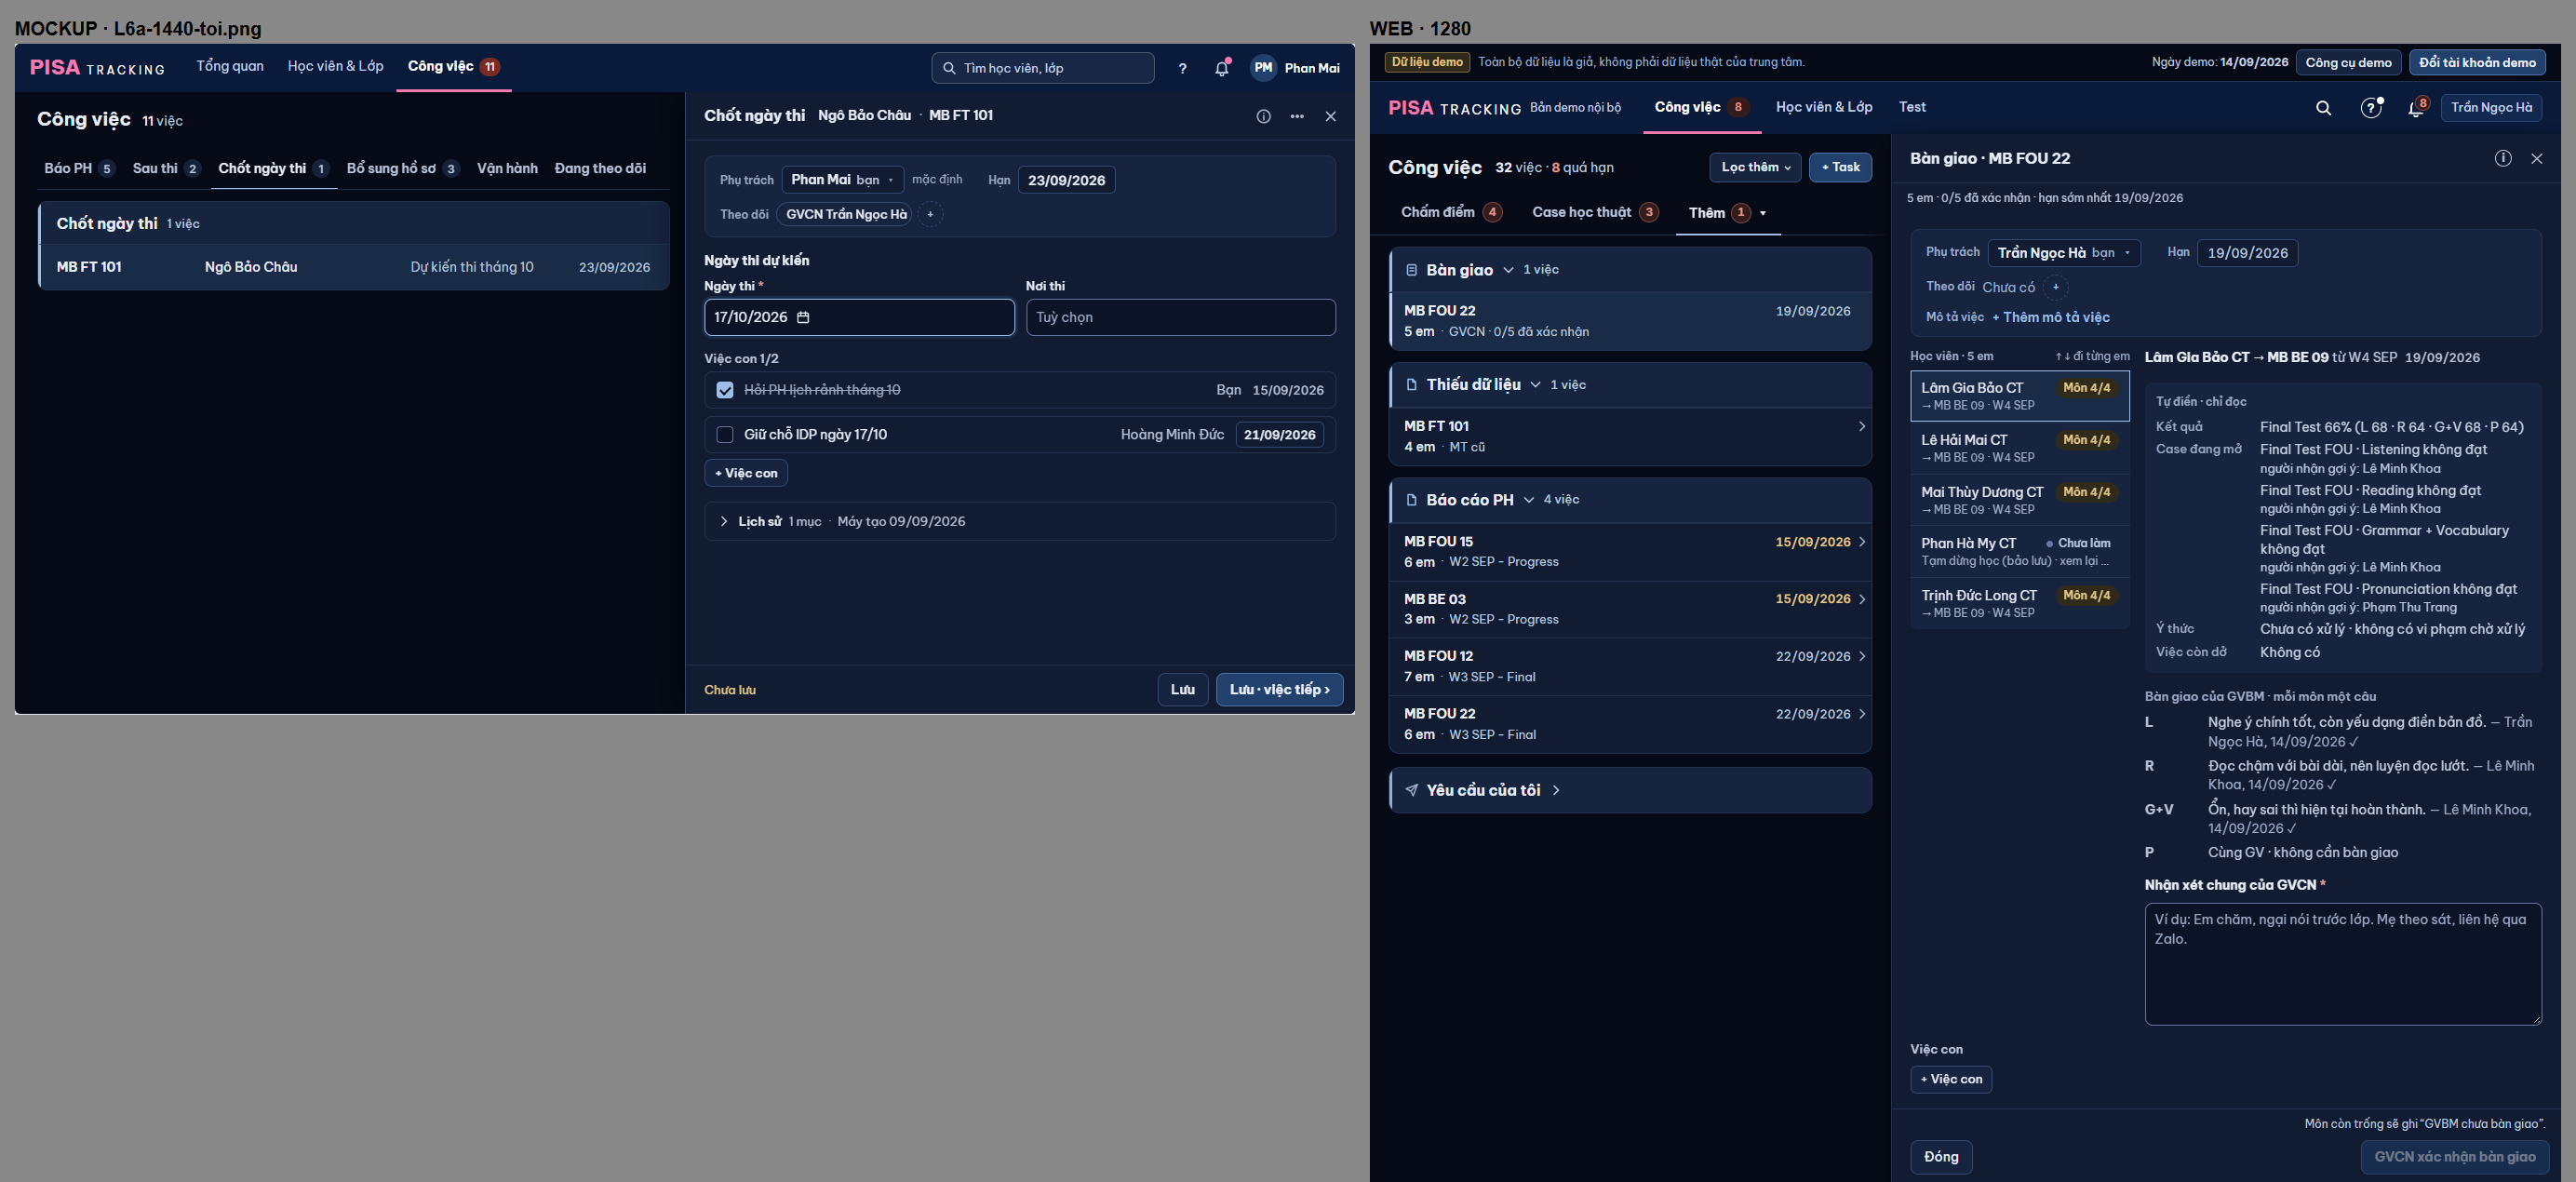 MOCKUP · L6a-1440-toi.png
PISA TRACKING
Tổng quan
Học viên & Lớp
Công việc 11
Tìm học viên, lớp
?
PM Phan Mai
Công việc 11 việc
Báo PH 5
Sau thi 2
Chốt ngày thi 1
Bổ sung hồ sơ 3
Vận hành
Đang theo dõi
Chốt ngày thi 1 việc
MB FT 101 Ngô Bảo Châu Dự kiến thi tháng 10 23/09/2026
Chốt ngày thi Ngô Bảo Châu · MB FT 101
Phụ trách Phan Mai bạn mặc định Hạn 23/09/2026
Theo dõi GVCN Trần Ngọc Hà +
Ngày thi dự kiến
Ngày thi * Nơi thi
17/10/2026 Tuỳ chọn
Việc con 1/2
Hỏi PH lịch rảnh tháng 10 Bạn 15/09/2026
Giữ chỗ IDP ngày 17/10 Hoàng Minh Đức 21/09/2026
+ Việc con
Lịch sử 1 mục · Máy tạo 09/09/2026
Chưa lưu
Lưu
Lưu · việc tiếp ›
WEB · 1280
Dữ liệu demo Toàn bộ dữ liệu là giả, không phải dữ liệu thật của trung tâm.
Ngày demo: 14/09/2026
Công cụ demo
Đổi tài khoản demo
PISA TRACKING Bản demo nội bộ
Công việc 8
Học viên & Lớp
Test
?
8
Trần Ngọc Hà
Công việc 32 việc · 8 quá hạn
Lọc thêm
+ Task
Chấm điểm 4
Case học thuật 3
Thêm 1
Bàn giao 1 việc
MB FOU 22 19/09/2026
5 em · GVCN · 0/5 đã xác nhận
Thiếu dữ liệu 1 việc
MB FT 101
4 em · MT cũ
Báo cáo PH 4 việc
MB FOU 15 15/09/2026
6 em · W2 SEP - Progress
MB BE 03 15/09/2026
3 em · W2 SEP - Progress
MB FOU 12 22/09/2026
7 em · W3 SEP - Final
MB FOU 22 22/09/2026
6 em · W3 SEP - Final
Yêu cầu của tôi
Bàn giao · MB FOU 22
5 em · 0/5 đã xác nhận · hạn sớm nhất 19/09/2026
Phụ trách Trần Ngọc Hà bạn Hạn 19/09/2026
Theo dõi Chưa có +
Mô tả việc + Thêm mô tả việc
Học viên · 5 em ↑↓ đi từng em
Lâm Gia Bảo CT Môn 4/4
→ MB BE 09 · W4 SEP
Lê Hải Mai CT Môn 4/4
→ MB BE 09 · W4 SEP
Mai Thùy Dương CT Môn 4/4
→ MB BE 09 · W4 SEP
Phan Hà My CT Chưa làm
Tạm dừng học (bảo lưu) · xem lại ...
Trịnh Đức Long CT Môn 4/4
→ MB BE 09 · W4 SEP
Lâm Gia Bảo CT → MB BE 09 từ W4 SEP 19/09/2026
Tự điền · chỉ đọc
Kết quả Final Test 66% (L 68 · R 64 · G+V 68 · P 64)
Case đang mở Final Test FOU · Listening không đạt
người nhận gợi ý: Lê Minh Khoa
Final Test FOU · Reading không đạt
người nhận gợi ý: Lê Minh Khoa
Final Test FOU · Grammar + Vocabulary
không đạt
người nhận gợi ý: Lê Minh Khoa
Final Test FOU · Pronunciation không đạt
người nhận gợi ý: Phạm Thu Trang
Ý thức Chưa có xử lý · không có vi phạm chờ xử lý
Việc còn dở Không có
Bàn giao của GVBM · mỗi môn một câu
L Nghe ý chính tốt, còn yếu dạng điền bản đồ. — Trần
Ngọc Hà, 14/09/2026 ✓
R Đọc chậm với bài dài, nên luyện đọc lướt. — Lê Minh
Khoa, 14/09/2026 ✓
G+V Ổn, hay sai thì hiện tại hoàn thành. — Lê Minh Khoa,
14/09/2026 ✓
P Cùng GV · không cần bàn giao
Nhận xét chung của GVCN *
Ví dụ: Em chăm, ngại nói trước lớp. Mẹ theo sát, liên hệ qua
Zalo.
Việc con
+ Việc con
Môn còn trống sẽ ghi "GVBM chưa bàn giao".
Đóng
GVCN xác nhận bàn giao